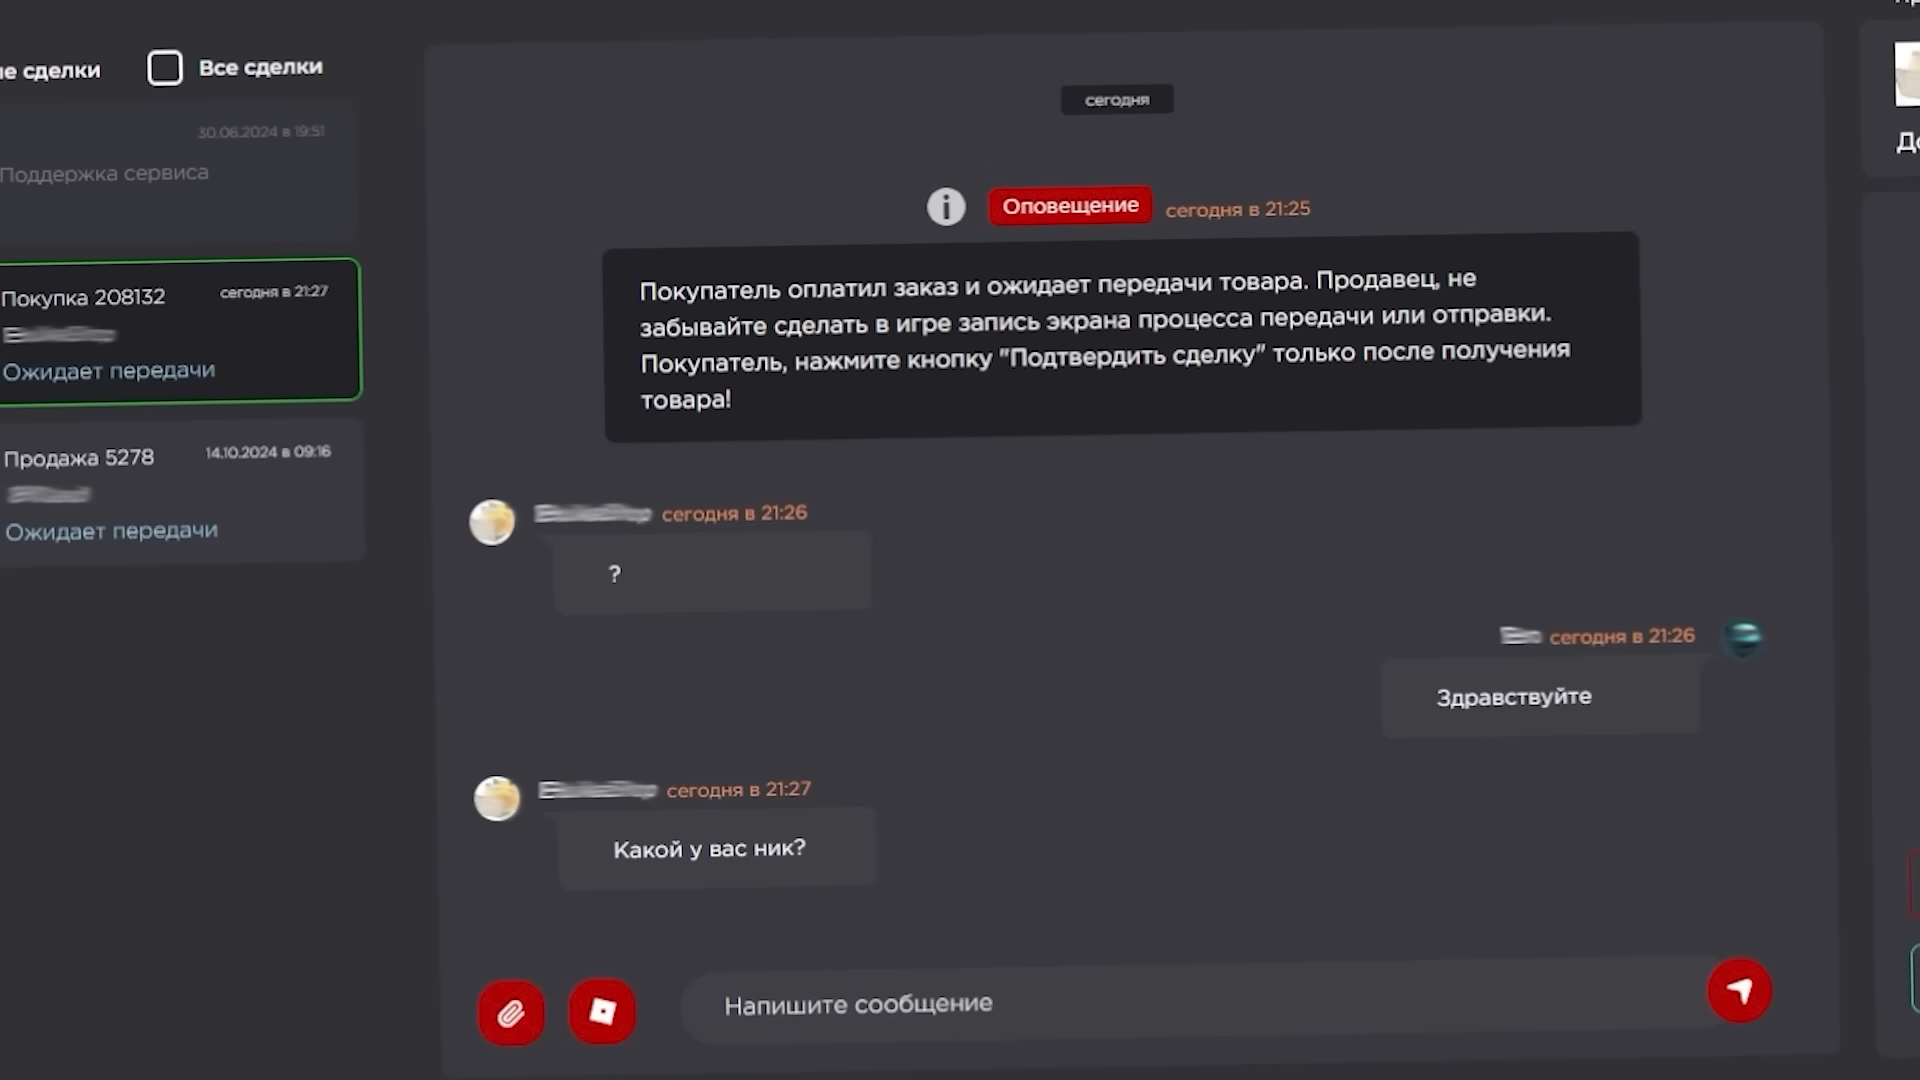 е сделки
Все сделки
30.06.2024 в 19:51
Поддержка сервиса
Покупка 208132
сегодня в 21:27
Ожидает передачи
Продажа 5278
14.10.2024 в 09:16
Ожидает передачи
сегодня
Оповещение
сегодня в 21:25
Покупатель оплатил заказ и ожидает передачи товара. Продавец, не
забывайте сделать в игре запись экрана процесса передачи или отправки.
Покупатель, нажмите кнопку "Подтвердить сделку" только после получения
товара!
сегодня в 21:26
?
сегодня в 21:26
Здравствуйте
сегодня в 21:27
Какой у вас ник?
Напишите сообщение